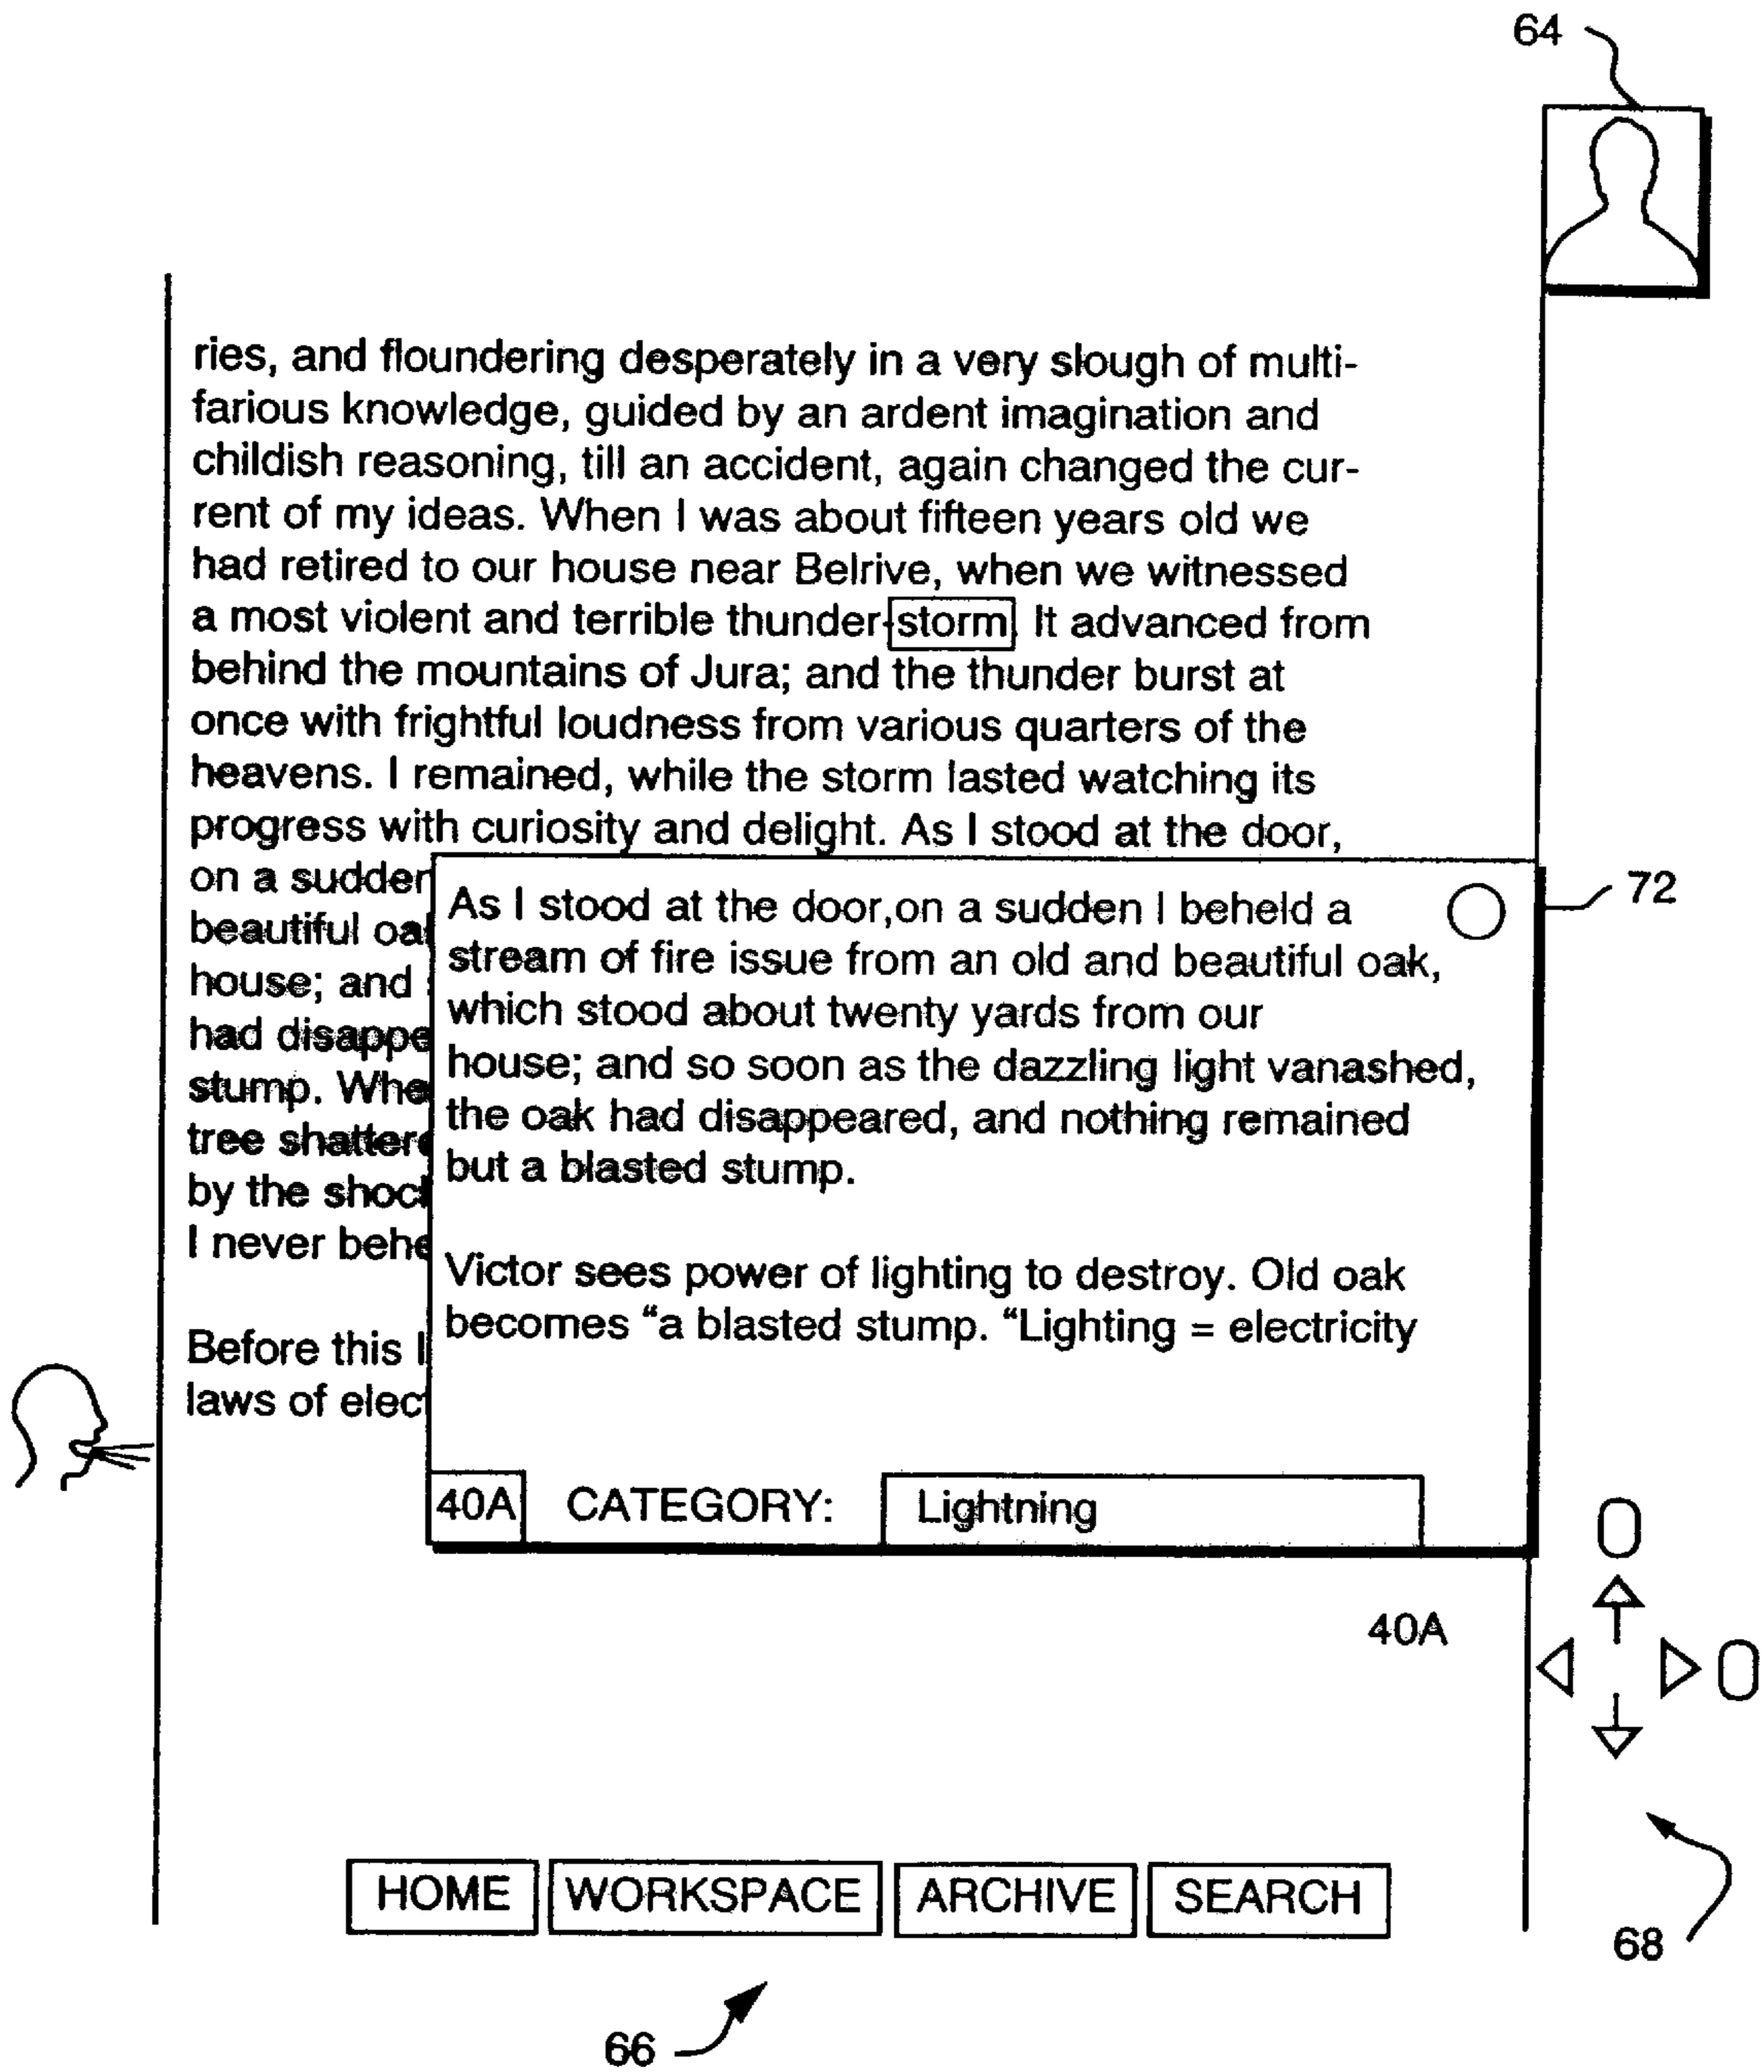 64
ries, and floundering desperately in a very slough of multi-
farious knowledge, guided by an ardent imagination and
childish reasoning, till an accident, again changed the cur-
rent of my ideas. When I was about fifteen years old we
had retired to our house near Belrive, when we witnessed
a most violent and terrible thunder-storm. It advanced from
behind the mountains of Jura; and the thunder burst at
once with frightful loudness from various quarters of the
heavens. I remained, while the storm lasted watching its
progress with curiosity and delight. As I stood at the door,
on a sudden
beautiful oak
house; and
had disappe
stump. Whe
tree shattere
by the shock
I never behe
Before this I
laws of elec
72
As I stood at the door,on a sudden I beheld a
stream of fire issue from an old and beautiful oak,
which stood about twenty yards from our
house; and so soon as the dazzling light vanashed,
the oak had disappeared, and nothing remained
but a blasted stump.
Victor sees power of lighting to destroy. Old oak
becomes “a blasted stump. “Lighting = electricity
40A CATEGORY: Lightning
40A
HOME WORKSPACE ARCHIVE SEARCH
68
66